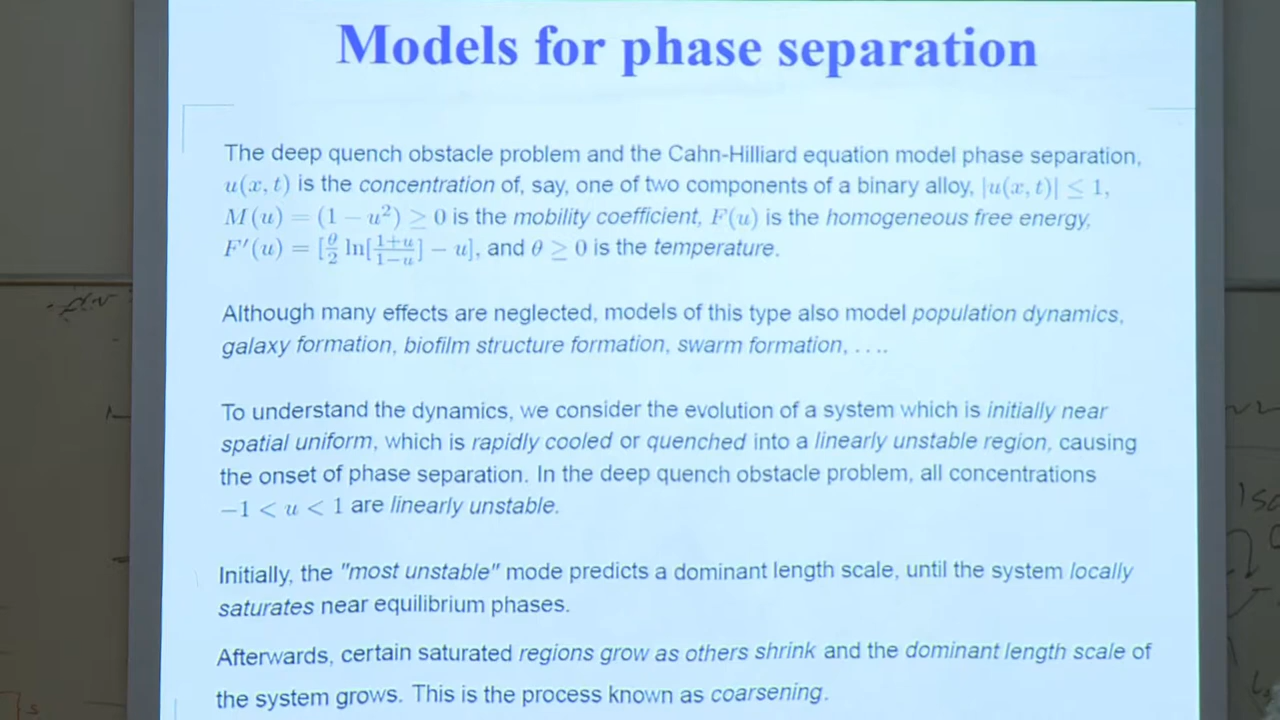 Models for phase separation
The deep quench obstacle problem and the Cahn-Hilliard equation model phase separation,
u(x, t) is the concentration of, say, one of two components of a binary alloy, |u(x, t)| ≤ 1,
M(u) = (1 − u²) ≥ 0 is the mobility coefficient, F(u) is the homogeneous free energy,
F′(u) = [θ/2 ln[1+u/1−u] − u], and θ ≥ 0 is the temperature.
Although many effects are neglected, models of this type also model population dynamics,
galaxy formation, biofilm structure formation, swarm formation, . . . .
To understand the dynamics, we consider the evolution of a system which is initially near
spatial uniform, which is rapidly cooled or quenched into a linearly unstable region, causing
the onset of phase separation. In the deep quench obstacle problem, all concentrations
−1 < u < 1 are linearly unstable.
Initially, the "most unstable" mode predicts a dominant length scale, until the system locally
saturates near equilibrium phases.
Afterwards, certain saturated regions grow as others shrink and the dominant length scale of
the system grows. This is the process known as coarsening.